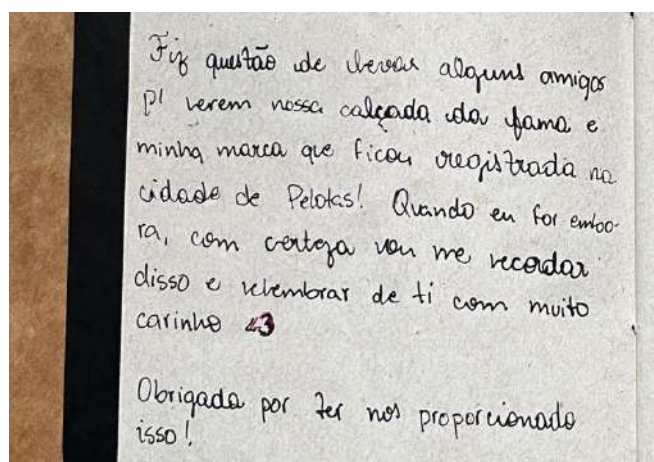 Fiz questão de levar alguns amigos
p/ verem nossa calçada da fama e
minha marca que ficou registrada na
cidade de Pelotas! Quando eu for embo-
ra, com certeza vou me recordar
disso e relembrar de ti com muito
carinho <3
Obrigada por ter nos proporcionado
isso!